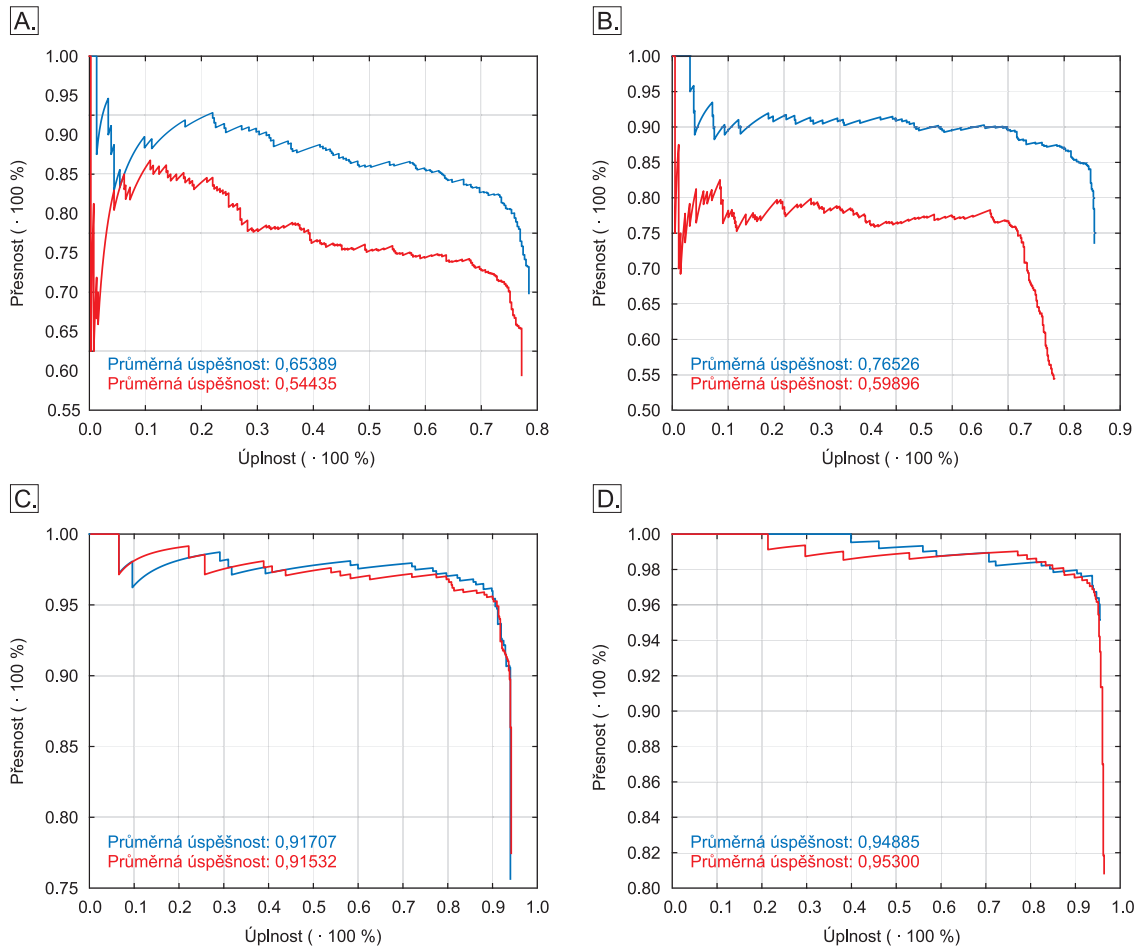 A.
1.00
0.95
0.90
0.85
0.80
0.75
0.70
0.65
0.60
0.55
Přesnost ( · 100 %)
Průměrná úspěšnost: 0,65389
Průměrná úspěšnost: 0,54435
0.0 0.1 0.2 0.3 0.4 0.5 0.6 0.7 0.8
Úplnost ( · 100 %)
B.
1.00
0.95
0.90
0.85
0.80
0.75
0.70
0.65
0.60
0.55
0.50
Přesnost ( · 100 %)
Průměrná úspěšnost: 0,76526
Průměrná úspěšnost: 0,59896
0.0 0.1 0.2 0.3 0.4 0.5 0.6 0.7 0.8 0.9
Úplnost ( · 100 %)
C.
1.00
0.95
0.90
0.85
0.80
0.75
Přesnost ( · 100 %)
Průměrná úspěšnost: 0,91707
Průměrná úspěšnost: 0,91532
0.0 0.1 0.2 0.3 0.4 0.5 0.6 0.7 0.8 0.9 1.0
Úplnost ( · 100 %)
D.
1.00
0.98
0.96
0.94
0.92
0.90
0.88
0.86
0.84
0.82
0.80
Přesnost ( · 100 %)
Průměrná úspěšnost: 0,94885
Průměrná úspěšnost: 0,95300
0.0 0.1 0.2 0.3 0.4 0.5 0.6 0.7 0.8 0.9 1.0
Úplnost ( · 100 %)